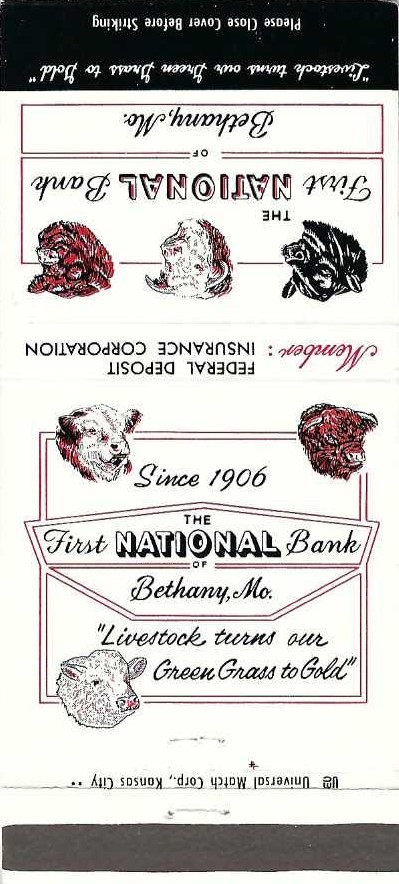 Please Close Cover Before Striking
"Livestock turns our Green Grass to Gold"
THE
First NATIONAL Bank
OF
Bethany, Mo.
Member: FEDERAL DEPOSIT
INSURANCE CORPORATION
Since 1906
THE
First NATIONAL Bank
OF
Bethany, Mo.
"Livestock turns our
Green Grass to Gold"
Universal Match Corp., Kansas City